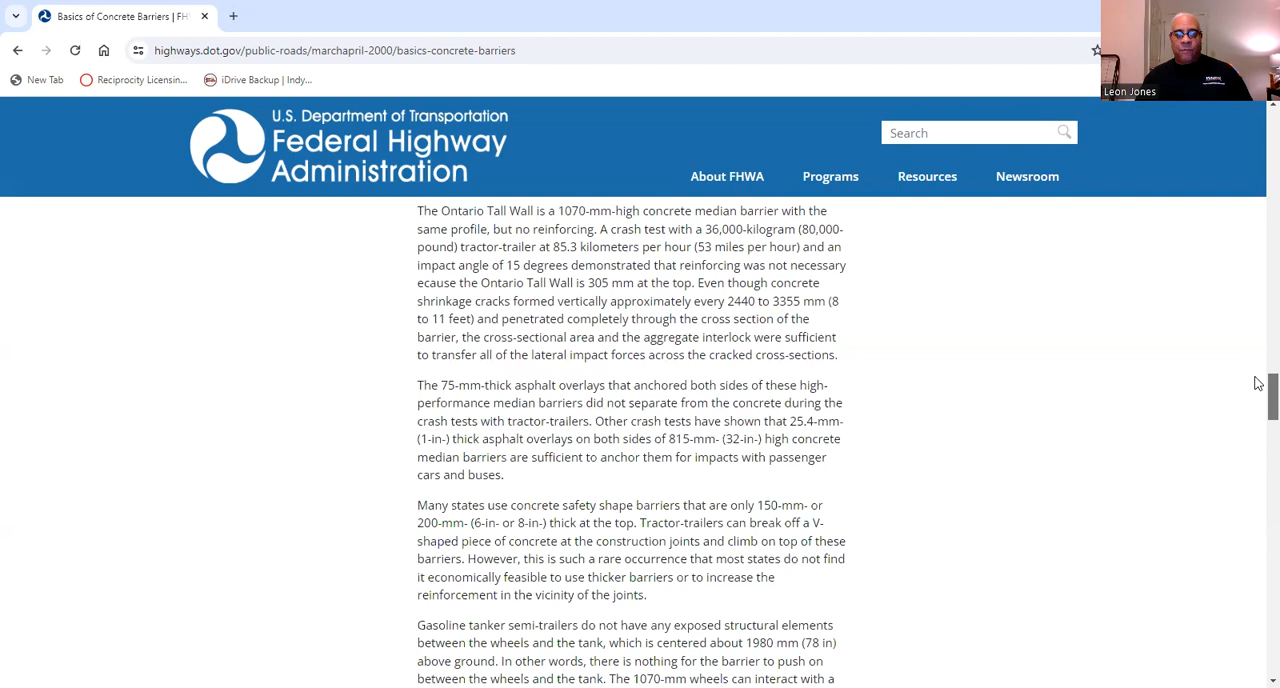 Basics of Concrete Barriers | FH
highways.dot.gov/public-roads/marchapril-2000/basics-concrete-barriers
New Tab
Reciprocity Licensin...
iDrive Backup | Indy...
Leon Jones
U.S. Department of Transportation
Federal Highway
Administration
Search
About FHWA
Programs
Resources
Newsroom
The Ontario Tall Wall is a 1070-mm-high concrete median barrier with the
same profile, but no reinforcing. A crash test with a 36,000-kilogram (80,000-
pound) tractor-trailer at 85.3 kilometers per hour (53 miles per hour) and an
impact angle of 15 degrees demonstrated that reinforcing was not necessary
ecause the Ontario Tall Wall is 305 mm at the top. Even though concrete
shrinkage cracks formed vertically approximately every 2440 to 3355 mm (8
to 11 feet) and penetrated completely through the cross section of the
barrier, the cross-sectional area and the aggregate interlock were sufficient
to transfer all of the lateral impact forces across the cracked cross-sections.
The 75-mm-thick asphalt overlays that anchored both sides of these high-
performance median barriers did not separate from the concrete during the
crash tests with tractor-trailers. Other crash tests have shown that 25.4-mm-
(1-in-) thick asphalt overlays on both sides of 815-mm- (32-in-) high concrete
median barriers are sufficient to anchor them for impacts with passenger
cars and buses.
Many states use concrete safety shape barriers that are only 150-mm- or
200-mm- (6-in- or 8-in-) thick at the top. Tractor-trailers can break off a V-
shaped piece of concrete at the construction joints and climb on top of these
barriers. However, this is such a rare occurrence that most states do not find
it economically feasible to use thicker barriers or to increase the
reinforcement in the vicinity of the joints.
Gasoline tanker semi-trailers do not have any exposed structural elements
between the wheels and the tank, which is centered about 1980 mm (78 in)
above ground. In other words, there is nothing for the barrier to push on
between the wheels and the tank. The 1070-mm wheels can interact with a